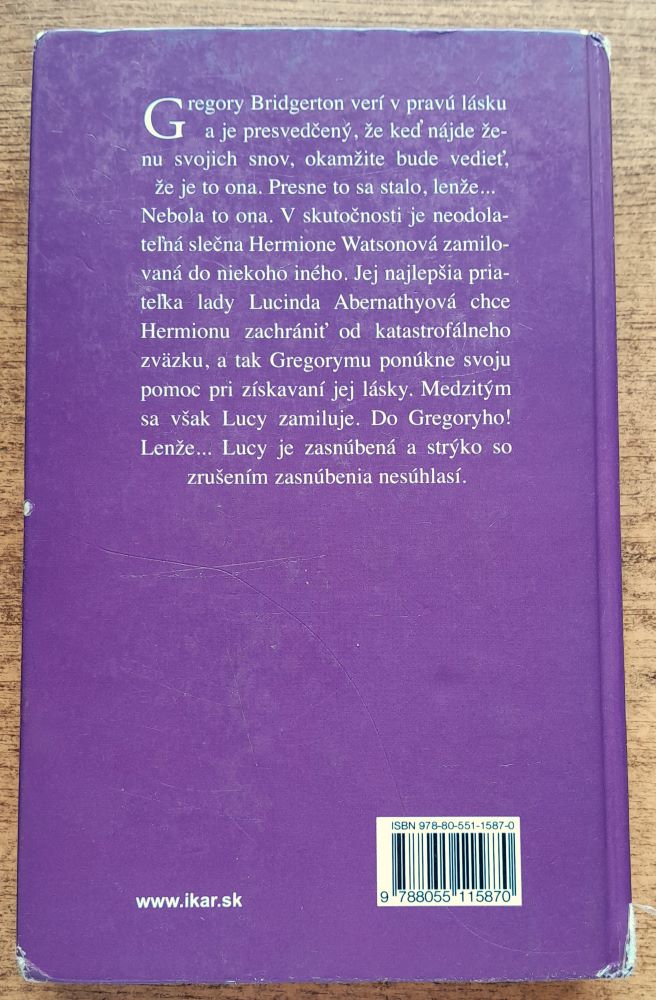 Gregory Bridgerton verí v pravú lásku
a je presvedčený, že keď nájde že-
nu svojich snov, okamžite bude vedieť,
že je to ona. Presne to sa stalo, lenže...
Nebola to ona. V skutočnosti je neodola-
teľná slečna Hermione Watsonová zamilo-
vaná do niekoho iného. Jej najlepšia pria-
teľka lady Lucinda Abernathyová chce
Hermionu zachrániť od katastrofálneho
zväzku, a tak Gregorymu ponúkne svoju
pomoc pri získavaní jej lásky. Medzitým
sa však Lucy zamiluje. Do Gregoryho!
Lenže... Lucy je zasnúbená a strýko so
zrušením zasnúbenia nesúhlasí.
ISBN 978-80-551-1587-0
9 788055 115870
www.ikar.sk